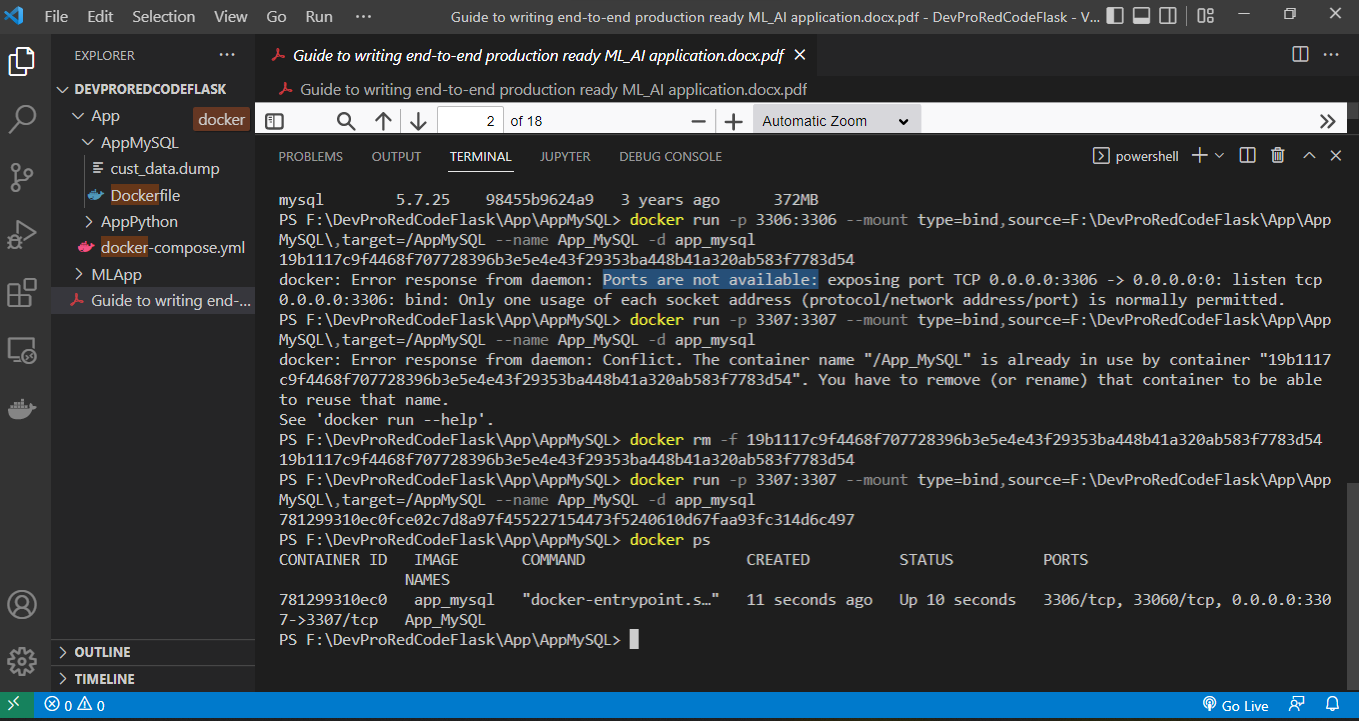 File Edit Selection View Go Run ··· Guide to writing end-to-end production ready ML_AI application.docx.pdf - DevProRedCodeFlask - V...
EXPLORER ···
DEVPROREDCODEFLASK
App docker
AppMySQL
cust_data.dump
Dockerfile
AppPython
docker-compose.yml
MLApp
Guide to writing end-...
OUTLINE
TIMELINE
Guide to writing end-to-end production ready ML_AI application.docx.pdf
Guide to writing end-to-end production ready ML_AI application.docx.pdf
2 of 18 Automatic Zoom
PROBLEMS OUTPUT TERMINAL JUPYTER DEBUG CONSOLE powershell
mysql 5.7.25 98455b9624a9 3 years ago 372MB
PS F:\DevProRedCodeFlask\App\AppMySQL> docker run -p 3306:3306 --mount type=bind,source=F:\DevProRedCodeFlask\App\App
MySQL\,target=/AppMySQL --name App_MySQL -d app_mysql
19b1117c9f4468f707728396b3e5e4e43f29353ba448b41a320ab583f7783d54
docker: Error response from daemon: Ports are not available: exposing port TCP 0.0.0.0:3306 -> 0.0.0.0:0: listen tcp
0.0.0.0:3306: bind: Only one usage of each socket address (protocol/network address/port) is normally permitted.
PS F:\DevProRedCodeFlask\App\AppMySQL> docker run -p 3307:3307 --mount type=bind,source=F:\DevProRedCodeFlask\App\App
MySQL\,target=/AppMySQL --name App_MySQL -d app_mysql
docker: Error response from daemon: Conflict. The container name "/App_MySQL" is already in use by container "19b1117
c9f4468f707728396b3e5e4e43f29353ba448b41a320ab583f7783d54". You have to remove (or rename) that container to be able
to reuse that name.
See 'docker run --help'.
PS F:\DevProRedCodeFlask\App\AppMySQL> docker rm -f 19b1117c9f4468f707728396b3e5e4e43f29353ba448b41a320ab583f7783d54
19b1117c9f4468f707728396b3e5e4e43f29353ba448b41a320ab583f7783d54
PS F:\DevProRedCodeFlask\App\AppMySQL> docker run -p 3307:3307 --mount type=bind,source=F:\DevProRedCodeFlask\App\App
MySQL\,target=/AppMySQL --name App_MySQL -d app_mysql
781299310ec0fce02c7d8a97f455227154473f5240610d67faa93fc314d6c497
PS F:\DevProRedCodeFlask\App\AppMySQL> docker ps
CONTAINER ID IMAGE COMMAND CREATED STATUS PORTS
NAMES
781299310ec0 app_mysql "docker-entrypoint.s…" 11 seconds ago Up 10 seconds 3306/tcp, 33060/tcp, 0.0.0.0:330
7->3307/tcp App_MySQL
PS F:\DevProRedCodeFlask\App\AppMySQL>
0 0 Go Live